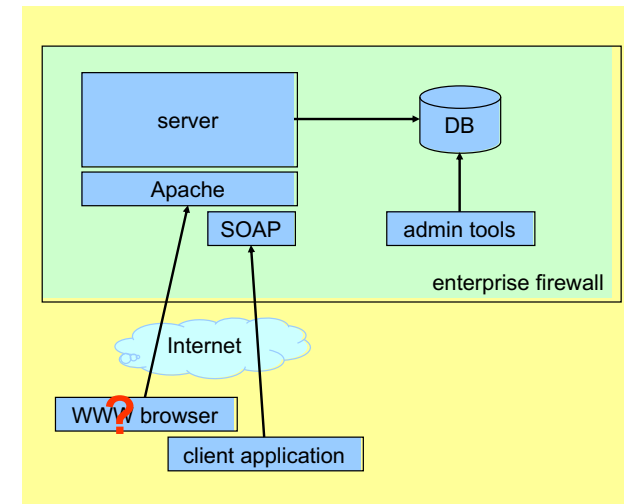 server
DB
Apache
SOAP
admin tools
enterprise firewall
Internet
WWW browser
?
client application